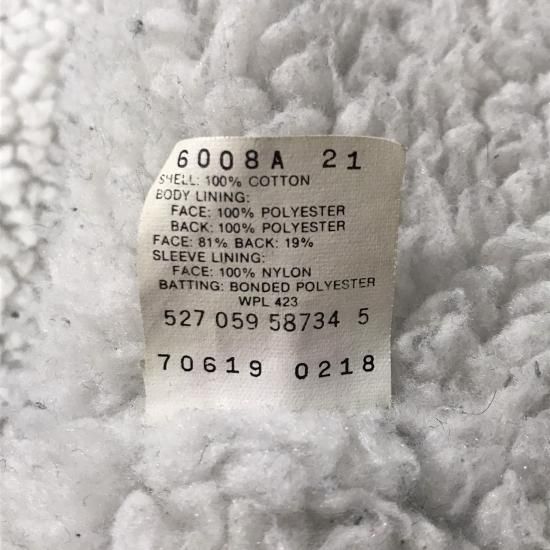 6008A 21
SHELL: 100% COTTON
BODY LINING:
FACE: 100% POLYESTER
BACK: 100% POLYESTER
FACE: 81% BACK: 19%
SLEEVE LINING:
FACE: 100% NYLON
BATTING: BONDED POLYESTER
WPL 423
527 059 58734 5
70619 0218